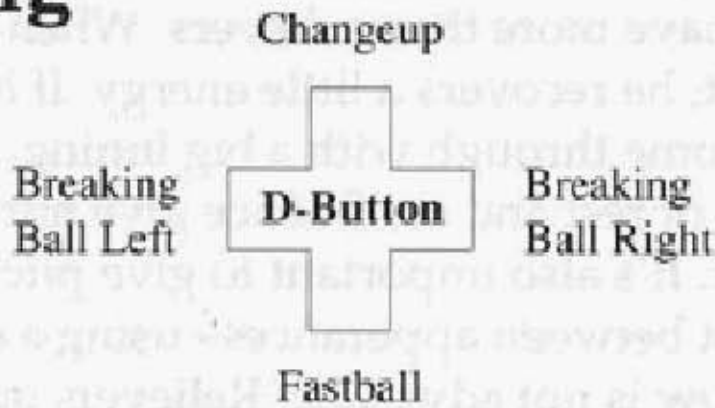 Changeup
Breaking
Ball Left
D-Button
Breaking
Ball Right
Fastball